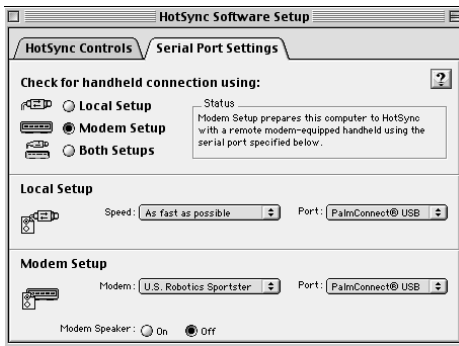 HotSync Software Setup
HotSync Controls
Serial Port Settings
Check for handheld connection using:
?
Local Setup
Modem Setup
Both Setups
Status
Modem Setup prepares this computer to HotSync
with a remote modem-equipped handheld using the
serial port specified below.
Local Setup
Speed: As fast as possible
Port: PalmConnect® USB
Modem Setup
Modem: U.S. Robotics Sportster
Port: PalmConnect® USB
Modem Speaker: On Off